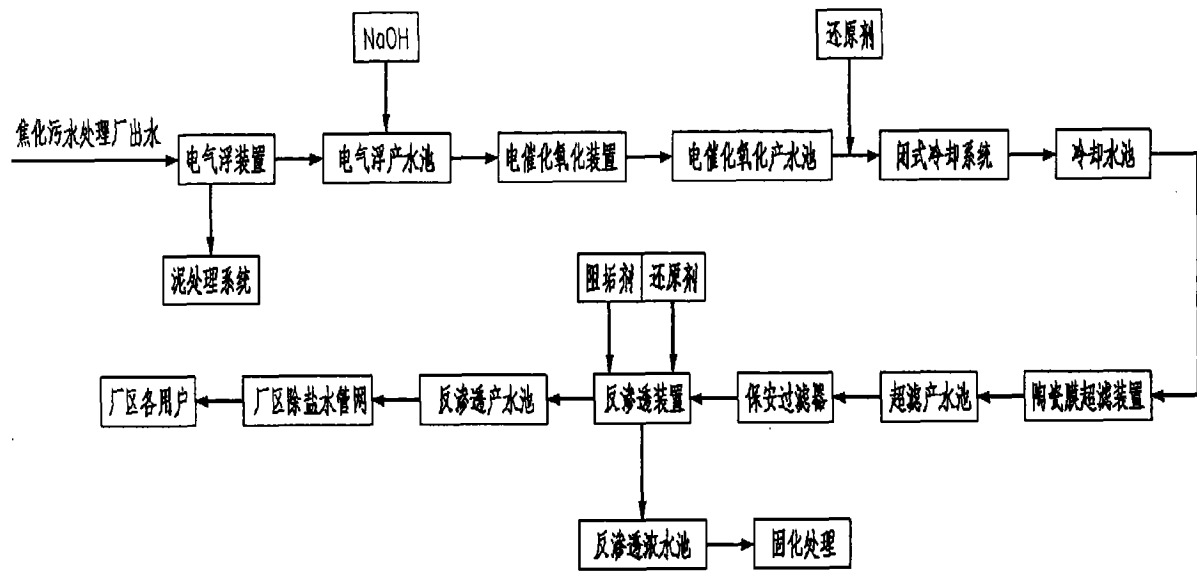 NaOH
还原剂
焦化污水处理厂出水
电气浮装置
电气浮产水池
电催化氧化装置
电催化氧化产水池
闭式冷却系统
冷却水池
泥处理系统
阻垢剂
还原剂
厂区各用户
厂区除盐水管网
反渗透产水池
反渗透装置
保安过滤器
超滤产水池
陶瓷膜超滤装置
反渗透液水池
固化处理